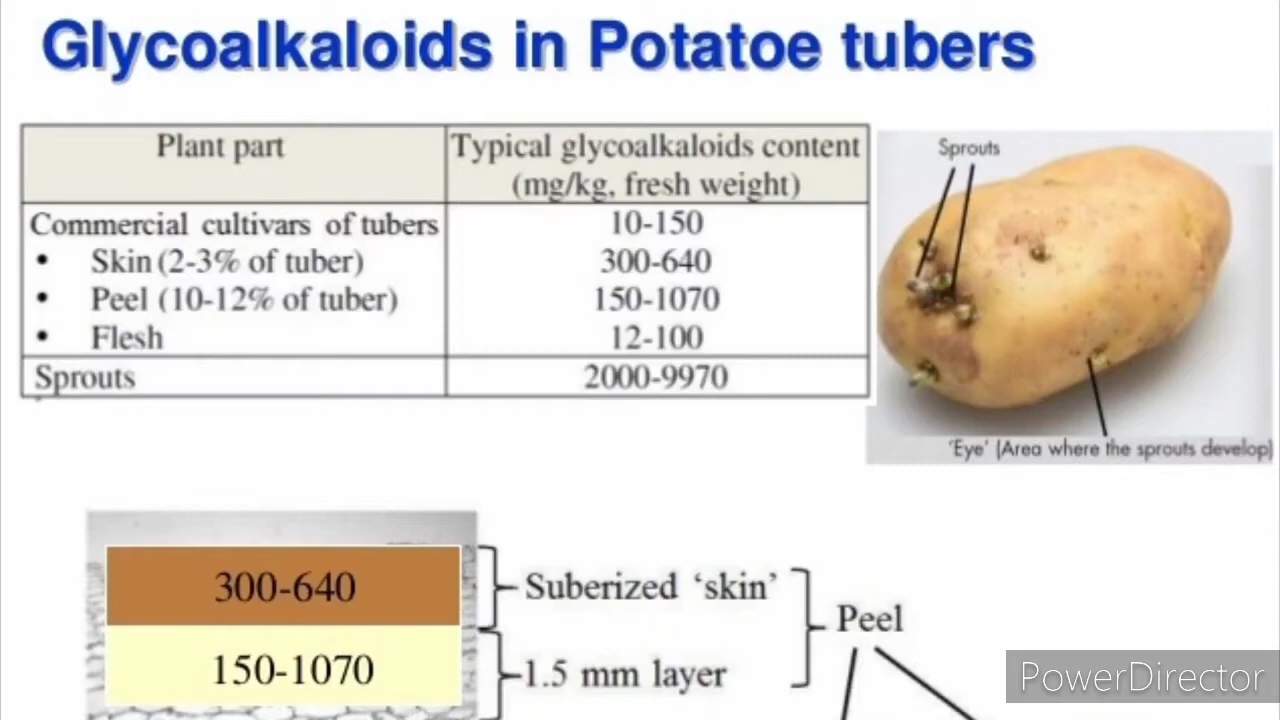 Glycoalkaloids in Potatoe tubers
Plant part
Typical glycoalkaloids content
(mg/kg, fresh weight)
Commercial cultivars of tubers
10-150
• Skin (2-3% of tuber)
300-640
• Peel (10-12% of tuber)
150-1070
• Flesh
12-100
Sprouts
2000-9970
Sprouts
'Eye' (Area where the sprouts develop)
300-640
Suberized ‘skin’
Peel
150-1070
1.5 mm layer
PowerDirector